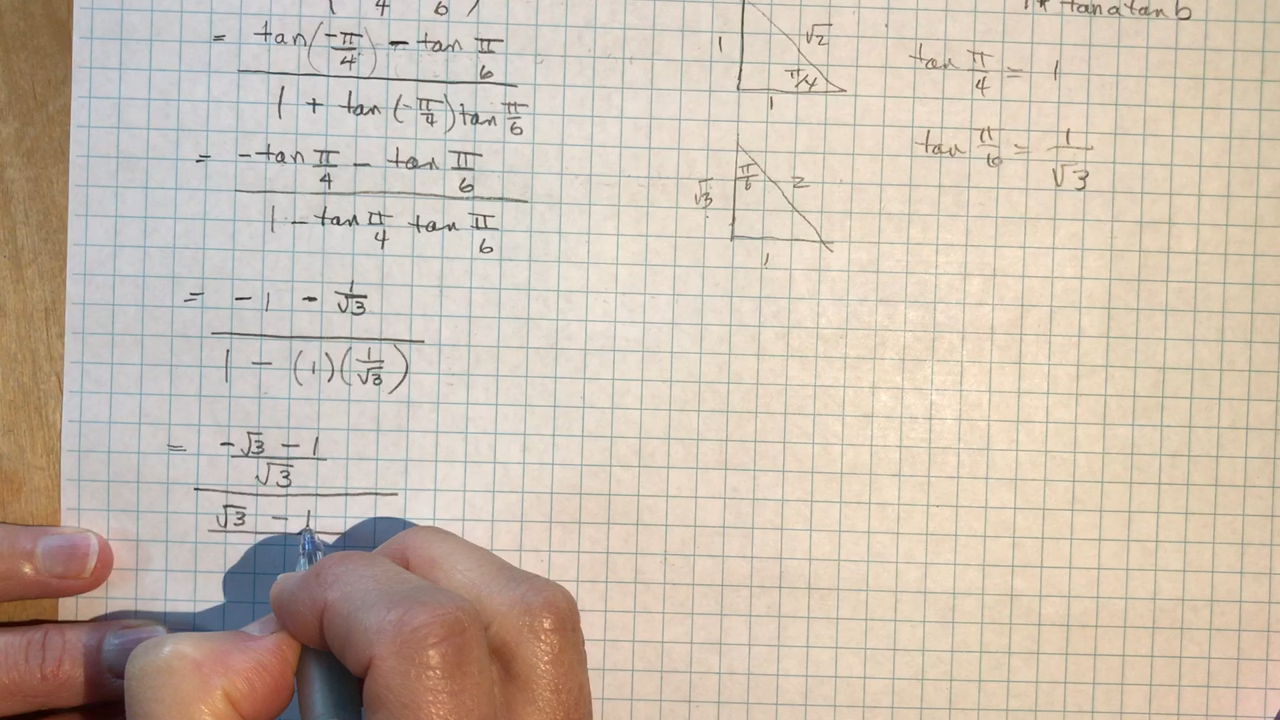 ( 4 6 )
= tan(-π/4) - tan π/6
1 + tan(-π/4)tan π/6
= -tan π/4 - tan π/6
1 - tan π/4 tan π/6
= -1 - 1/√3
1 - (1)(1/√3)
= -√3 - 1
√3
√3 - 1
1
√2
π/4
1
√3
π/6
2
1
tan a tan b
tan π/4 = 1
tan π/6 = 1/√3